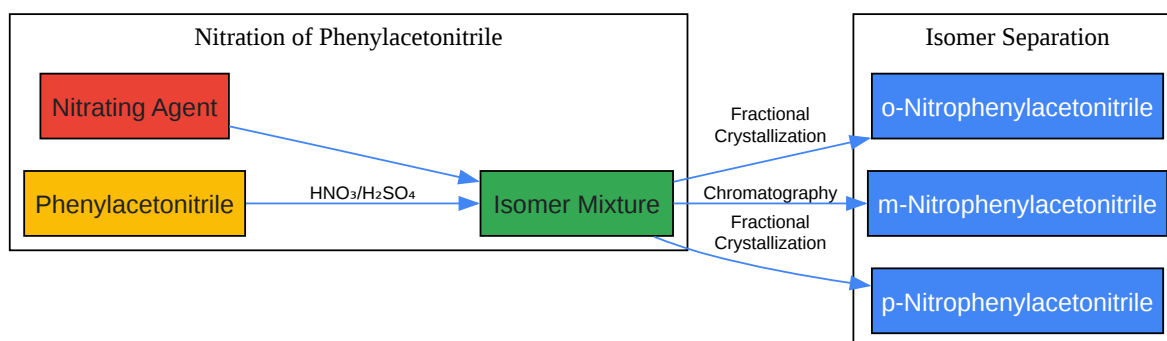 Nitration of Phenylacetonitrile
Nitrating Agent
Phenylacetonitrile
HNO₃/H₂SO₄
Isomer Mixture
Fractional
Crystallization
Chromatography
Fractional
Crystallization
Isomer Separation
o-Nitrophenylacetonitrile
m-Nitrophenylacetonitrile
p-Nitrophenylacetonitrile